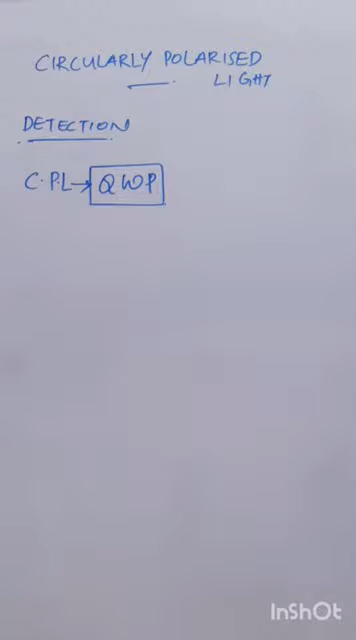 CIRCULARLY POLARISED
LIGHT
DETECTION
C.P.L→ QWP
InShOt